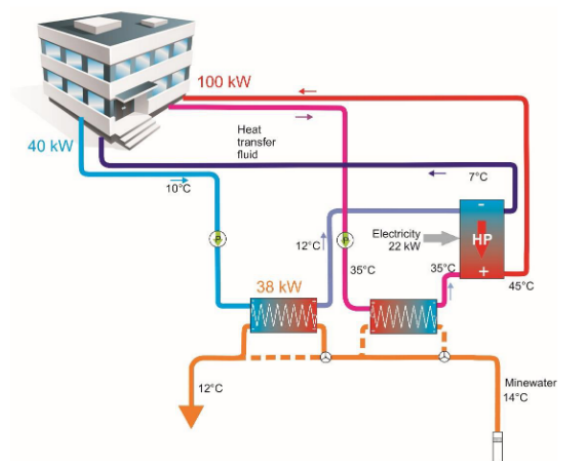 100 kW
40 kW
Heat
transfer
fluid
10°C
7°C
-
P
12°C
P
Electricity
22 kW
HP
35°C
35°C
+
45°C
38 kW
12°C
Minewater
14°C